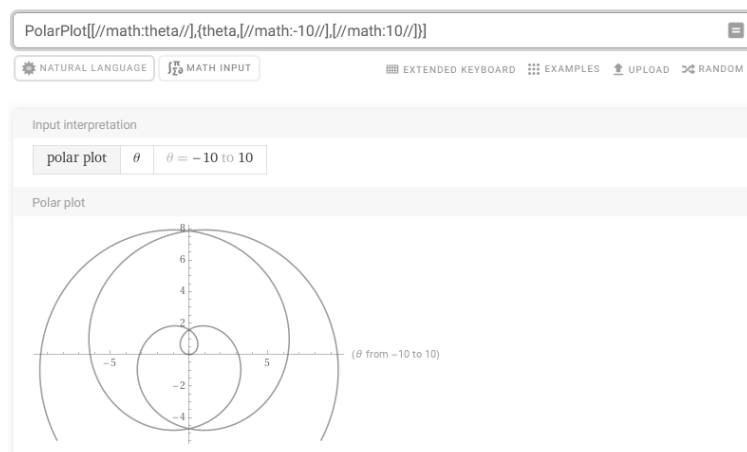 PolarPlot[[//math:theta//],{theta,[//math:-10//],[//math:10//]}]
NATURAL LANGUAGE MATH INPUT EXTENDED KEYBOARD EXAMPLES UPLOAD RANDOM
Input interpretation
polar plot θ θ = −10 to 10
Polar plot
8
6
4
2
−5 5 (θ from −10 to 10)
−2
−4